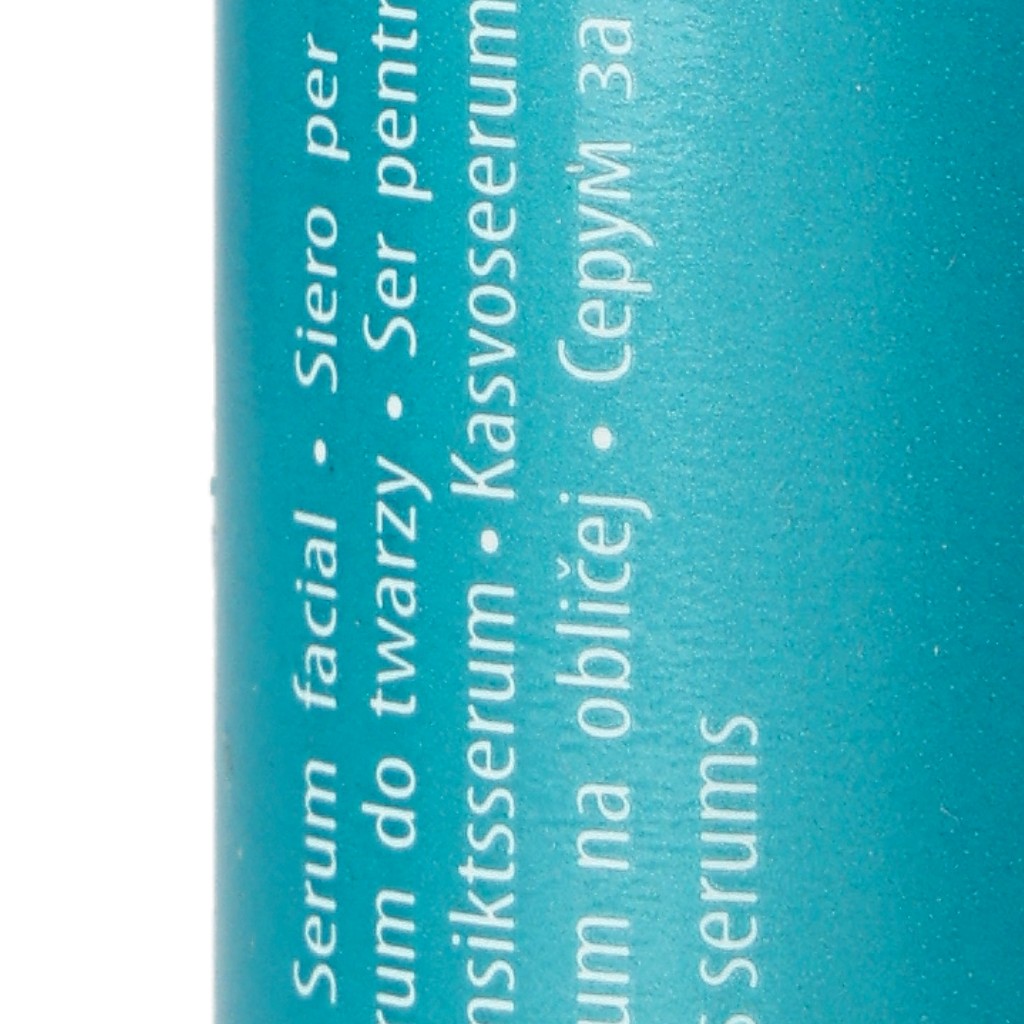 Serum facial • Siero per
rum do twarzy • Ser pentr
nsiktsserum • Kasvoseerum
um na obličej • Серум за
serums